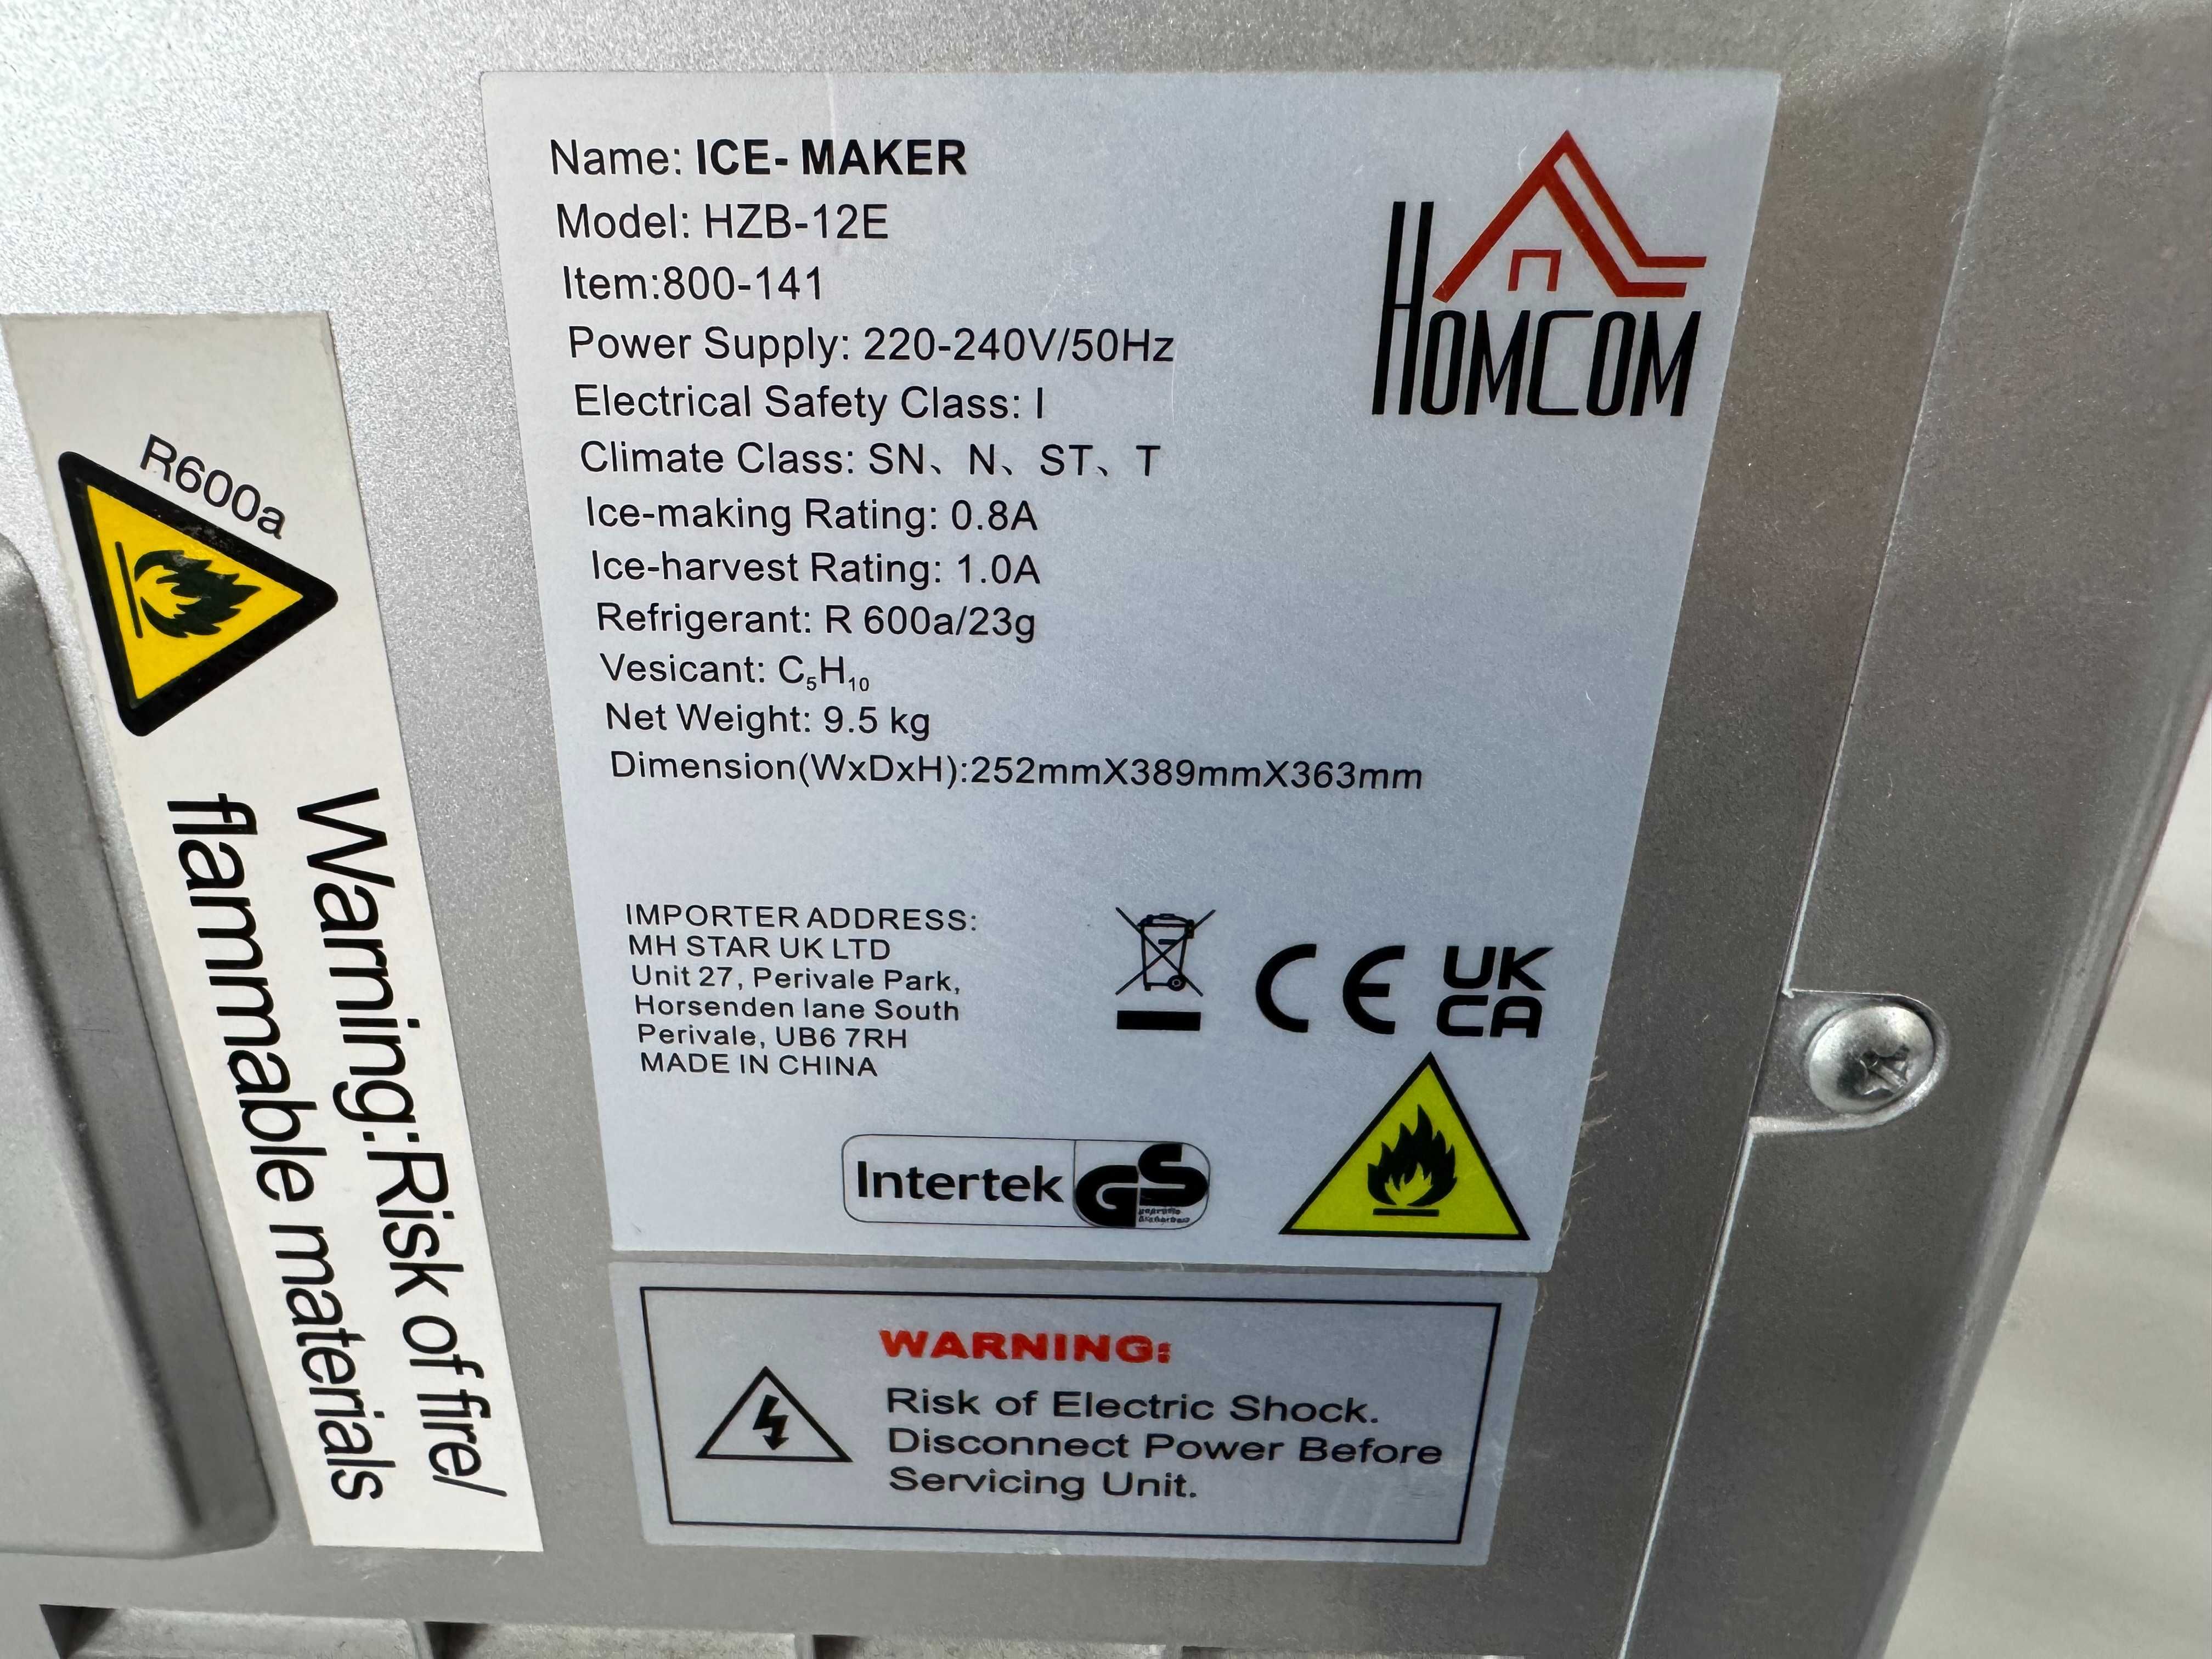 Name: ICE- MAKER
Model: HZB-12E
Item:800-141
Power Supply: 220-240V/50Hz
Electrical Safety Class: I
Climate Class: SN、N、ST、T
Ice-making Rating: 0.8A
Ice-harvest Rating: 1.0A
Refrigerant: R 600a/23g
Vesicant: C₅H₁₀
Net Weight: 9.5 kg
Dimension(WxDxH):252mmX389mmX363mm
HOMCOM
IMPORTER ADDRESS:
MH STAR UK LTD
Unit 27, Perivale Park,
Horsenden lane South
Perivale, UB6 7RH
MADE IN CHINA
CE
UK
CA
Intertek
GS
WARNING:
Risk of Electric Shock.
Disconnect Power Before
Servicing Unit.
R600a
Warning:Risk of fire/
flammable materials